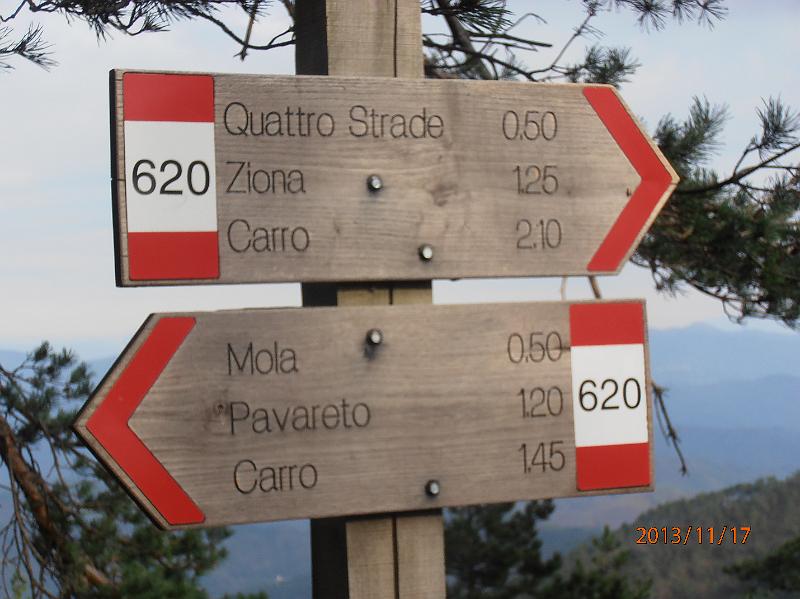 620
Quattro Strade 0.50
Ziona 1.25
Carro 2.10
Mola 0.50
Pavareto 1.20
Carro 1.45
620
2013/11/17